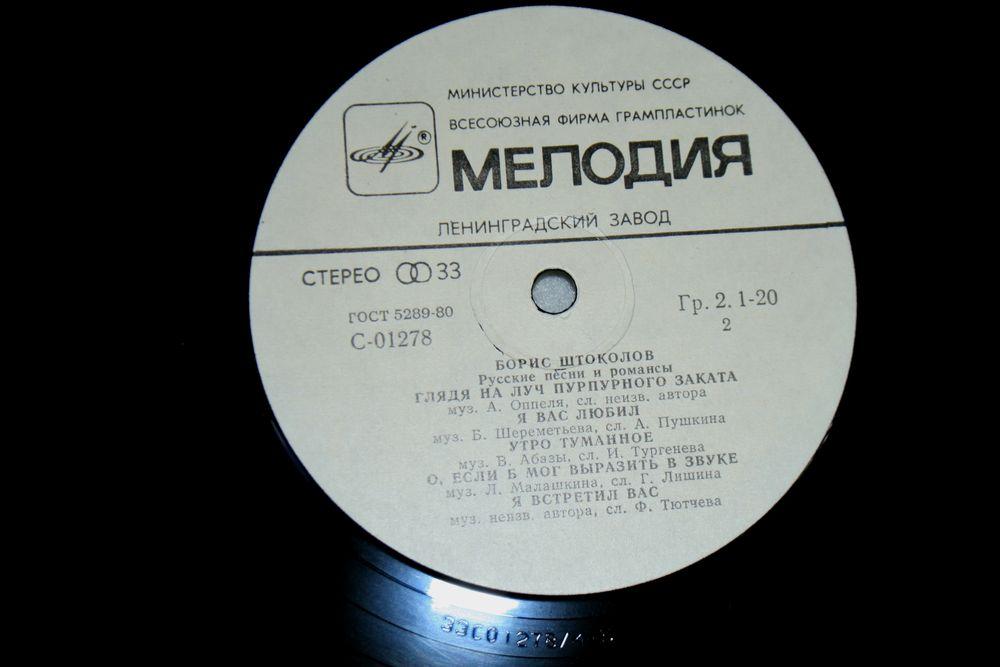 МИНИСТЕРСТВО КУЛЬТУРЫ СССР
ВСЕСОЮЗНАЯ ФИРМА ГРАМПЛАСТИНОК
®
МЕЛОДИЯ
ЛЕНИНГРАДСКИЙ ЗАВОД
СТЕРЕО 33
ГОСТ 5289-80
С-01278
Гр. 2. 1-20
2
БОРИС ШТОКОЛОВ
Русские песни и романсы
ГЛЯДЯ НА ЛУЧ ПУРПУРНОГО ЗАКАТА
муз. А. Оппеля, сл. неизв. автора
Я ВАС ЛЮБИЛ
муз. Б. Шереметьева, сл. А. Пушкина
УТРО ТУМАННОЕ
муз. В. Абазы, сл. И. Тургенева
О, ЕСЛИ Б МОГ ВЫРАЗИТЬ В ЗВУКЕ
муз. Л. Малашкина, сл. Г. Лишина
Я ВСТРЕТИЛ ВАС
муз. неизв. автора, сл. Ф. Тютчева